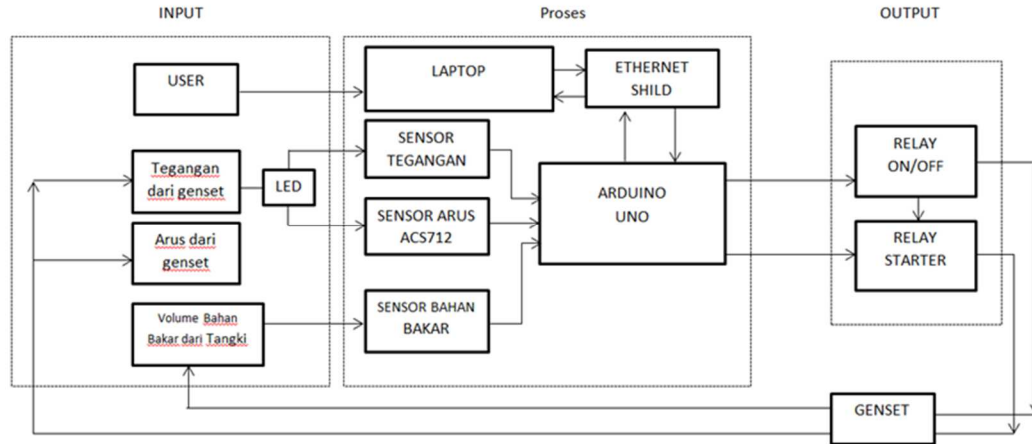 INPUT
Proses
OUTPUT
USER
Tegangan
dari genset
LED
Arus dari
genset
Volume Bahan
Bakar dari Tangki
LAPTOP
ETHERNET
SHILD
SENSOR
TEGANGAN
SENSOR ARUS
ACS712
SENSOR BAHAN
BAKAR
ARDUINO
UNO
RELAY
ON/OFF
RELAY
STARTER
GENSET